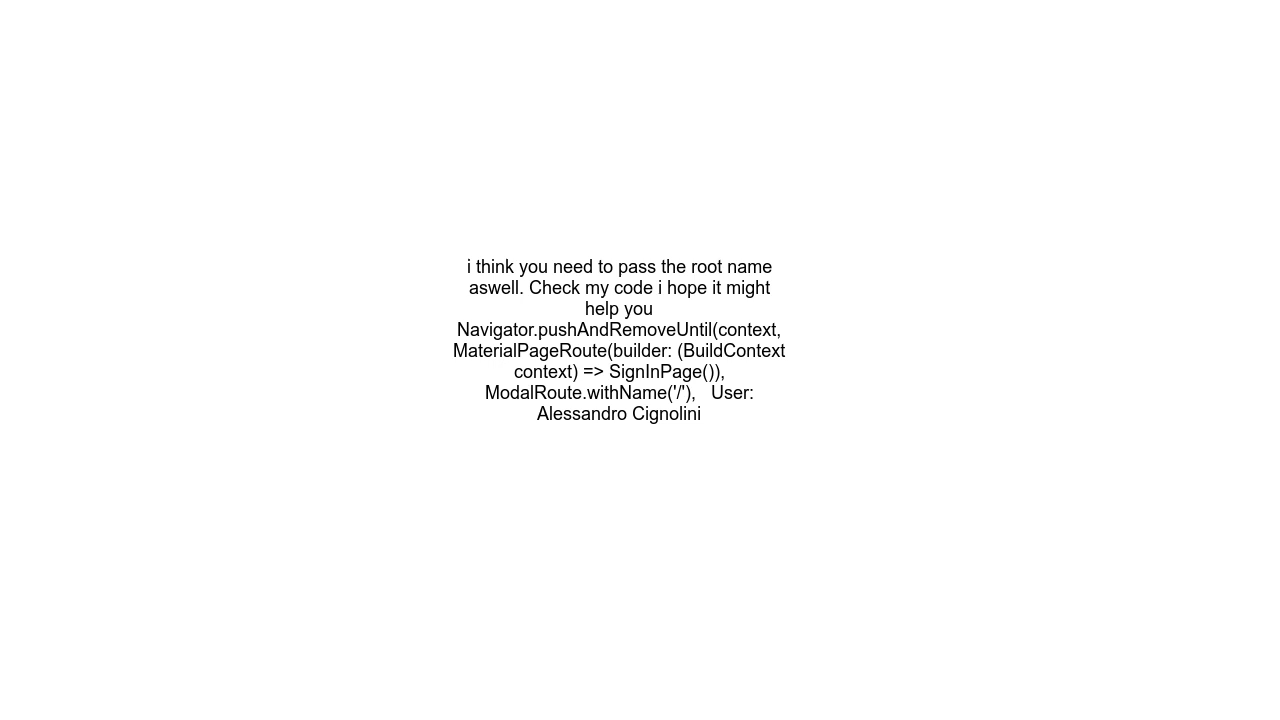 i think you need to pass the root name
aswell. Check my code i hope it might
help you
Navigator.pushAndRemoveUntil(context,
MaterialPageRoute(builder: (BuildContext
context) => SignInPage()),
ModalRoute.withName('/'),   User:
Alessandro Cignolini